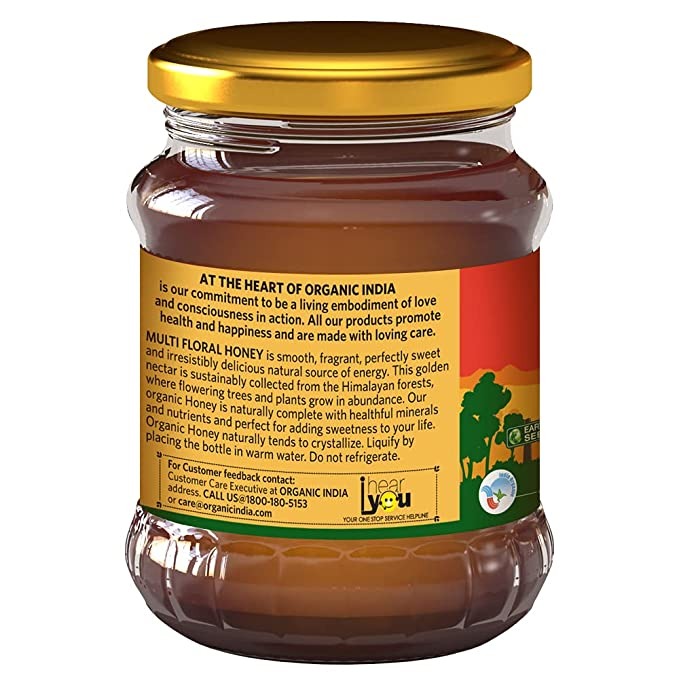 AT THE HEART OF ORGANIC INDIA
is our commitment to be a living embodiment of love
and consciousness in action. All our products promote
health and happiness and are made with loving care.
MULTI FLORAL HONEY is smooth, fragrant, perfectly sweet
and irresistibly delicious natural source of energy. This golden
nectar is sustainably collected from the Himalayan forests,
where flowering trees and plants grow in abundance. Our
organic Honey is naturally complete with healthful minerals
and nutrients and perfect for adding sweetness to your life.
Organic Honey naturally tends to crystallize. Liquify by
placing the bottle in warm water. Do not refrigerate.
For Customer feedback contact:
Customer Care Executive at ORGANIC INDIA
address. CALL US@1800-180-5153
or care@organicindia.com
i hear
you
YOUR ONE STOP SERVICE HELPLINE